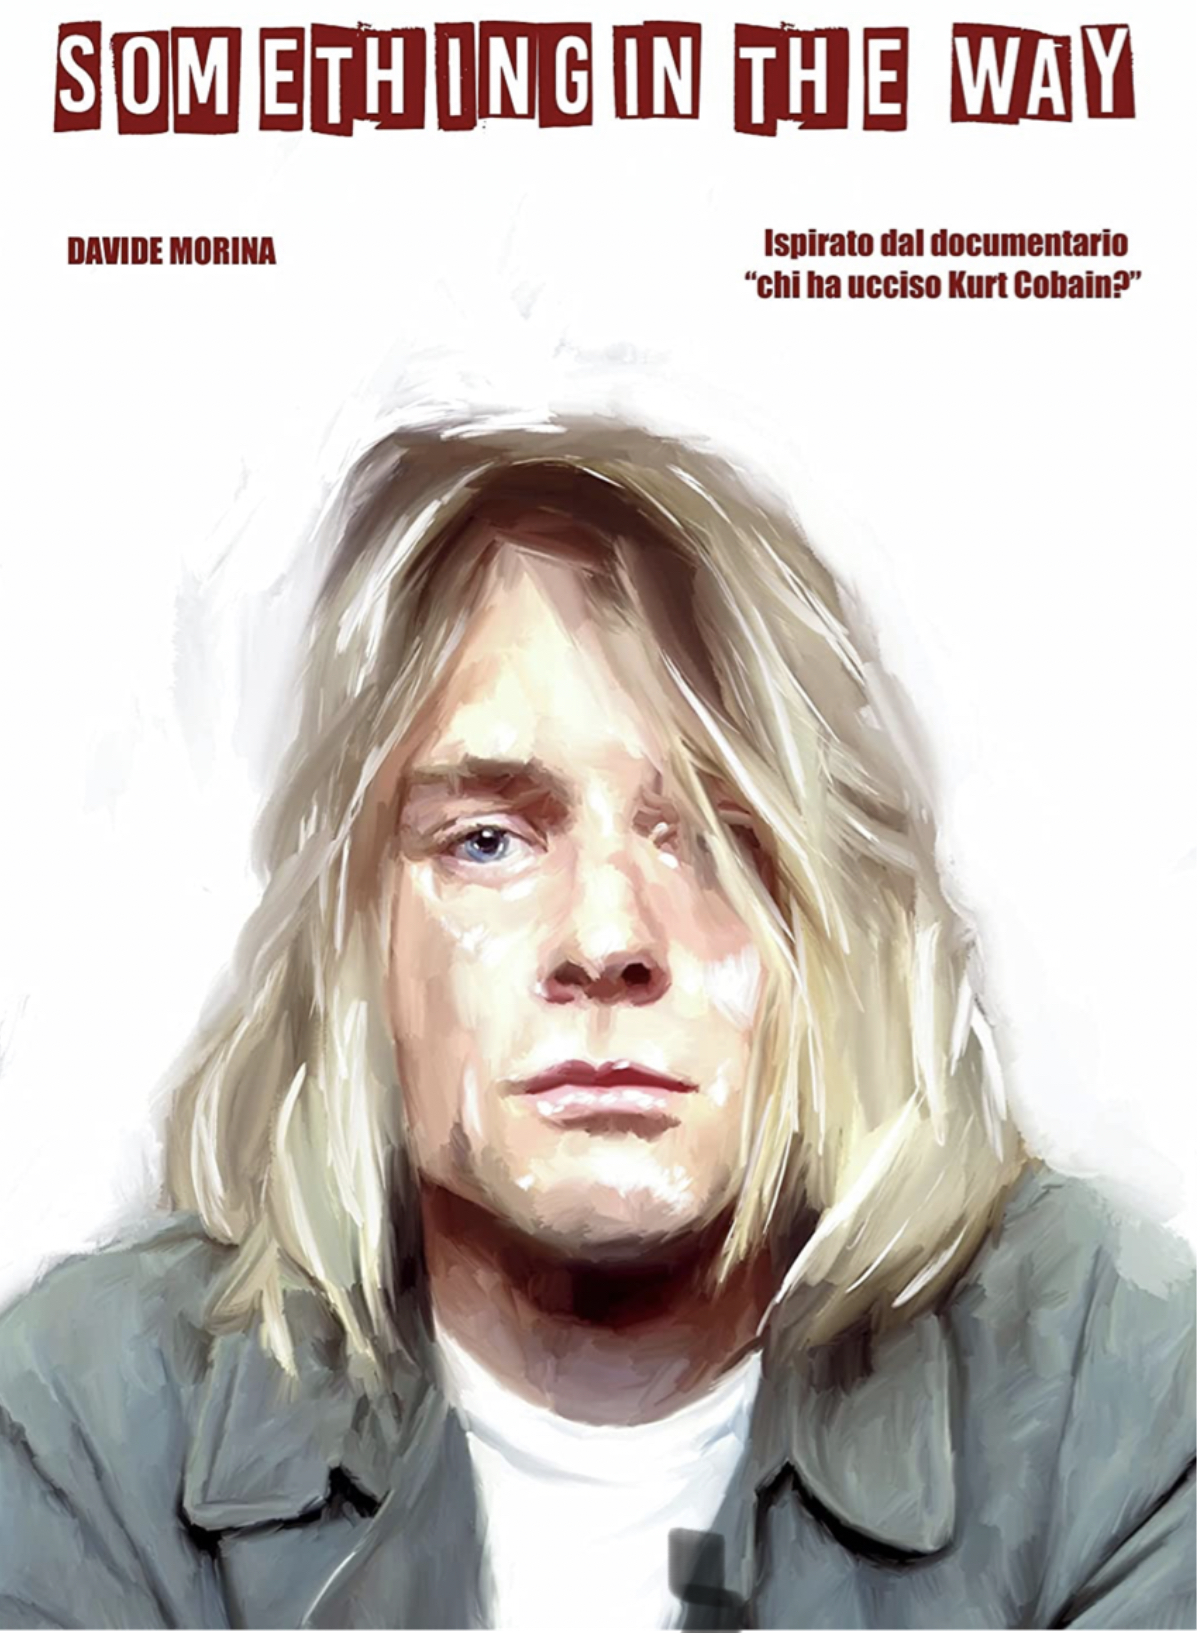 SOMETHING IN THE WAY
DAVIDE MORINA
Ispirato dal documentario
“chi ha ucciso Kurt Cobain?”